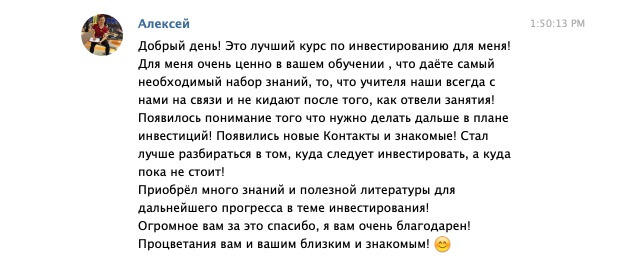 Алексей
1:50:13 PM
Добрый день! Это лучший курс по инвестированию для меня!
Для меня очень ценно в вашем обучении , что даёте самый
необходимый набор знаний, то, что учителя наши всегда с
нами на связи и не кидают после того, как отвели занятия!
Появилось понимание того что нужно делать дальше в плане
инвестиций! Появились новые Контакты и знакомые! Стал
лучше разбираться в том, куда следует инвестировать, а куда
пока не стоит!
Приобрёл много знаний и полезной литературы для
дальнейшего прогресса в теме инвестирования!
Огромное вам за это спасибо, я вам очень благодарен!
Процветания вам и вашим близким и знакомым! 😊